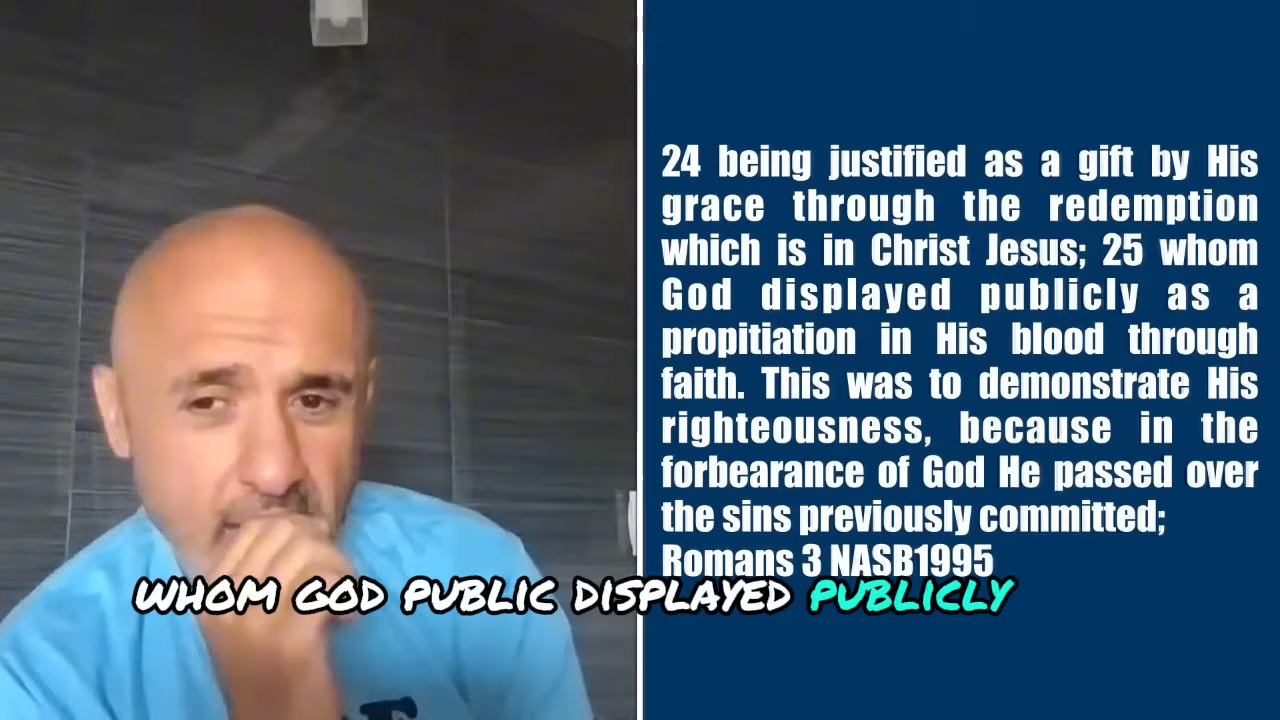 24 being justified as a gift by His
grace through the redemption
which is in Christ Jesus; 25 whom
God displayed publicly as a
propitiation in His blood through
faith. This was to demonstrate His
righteousness, because in the
forbearance of God He passed over
the sins previously committed;
Romans 3 NASB1995
WHOM GOD PUBLIC DISPLAYED PUBLICLY